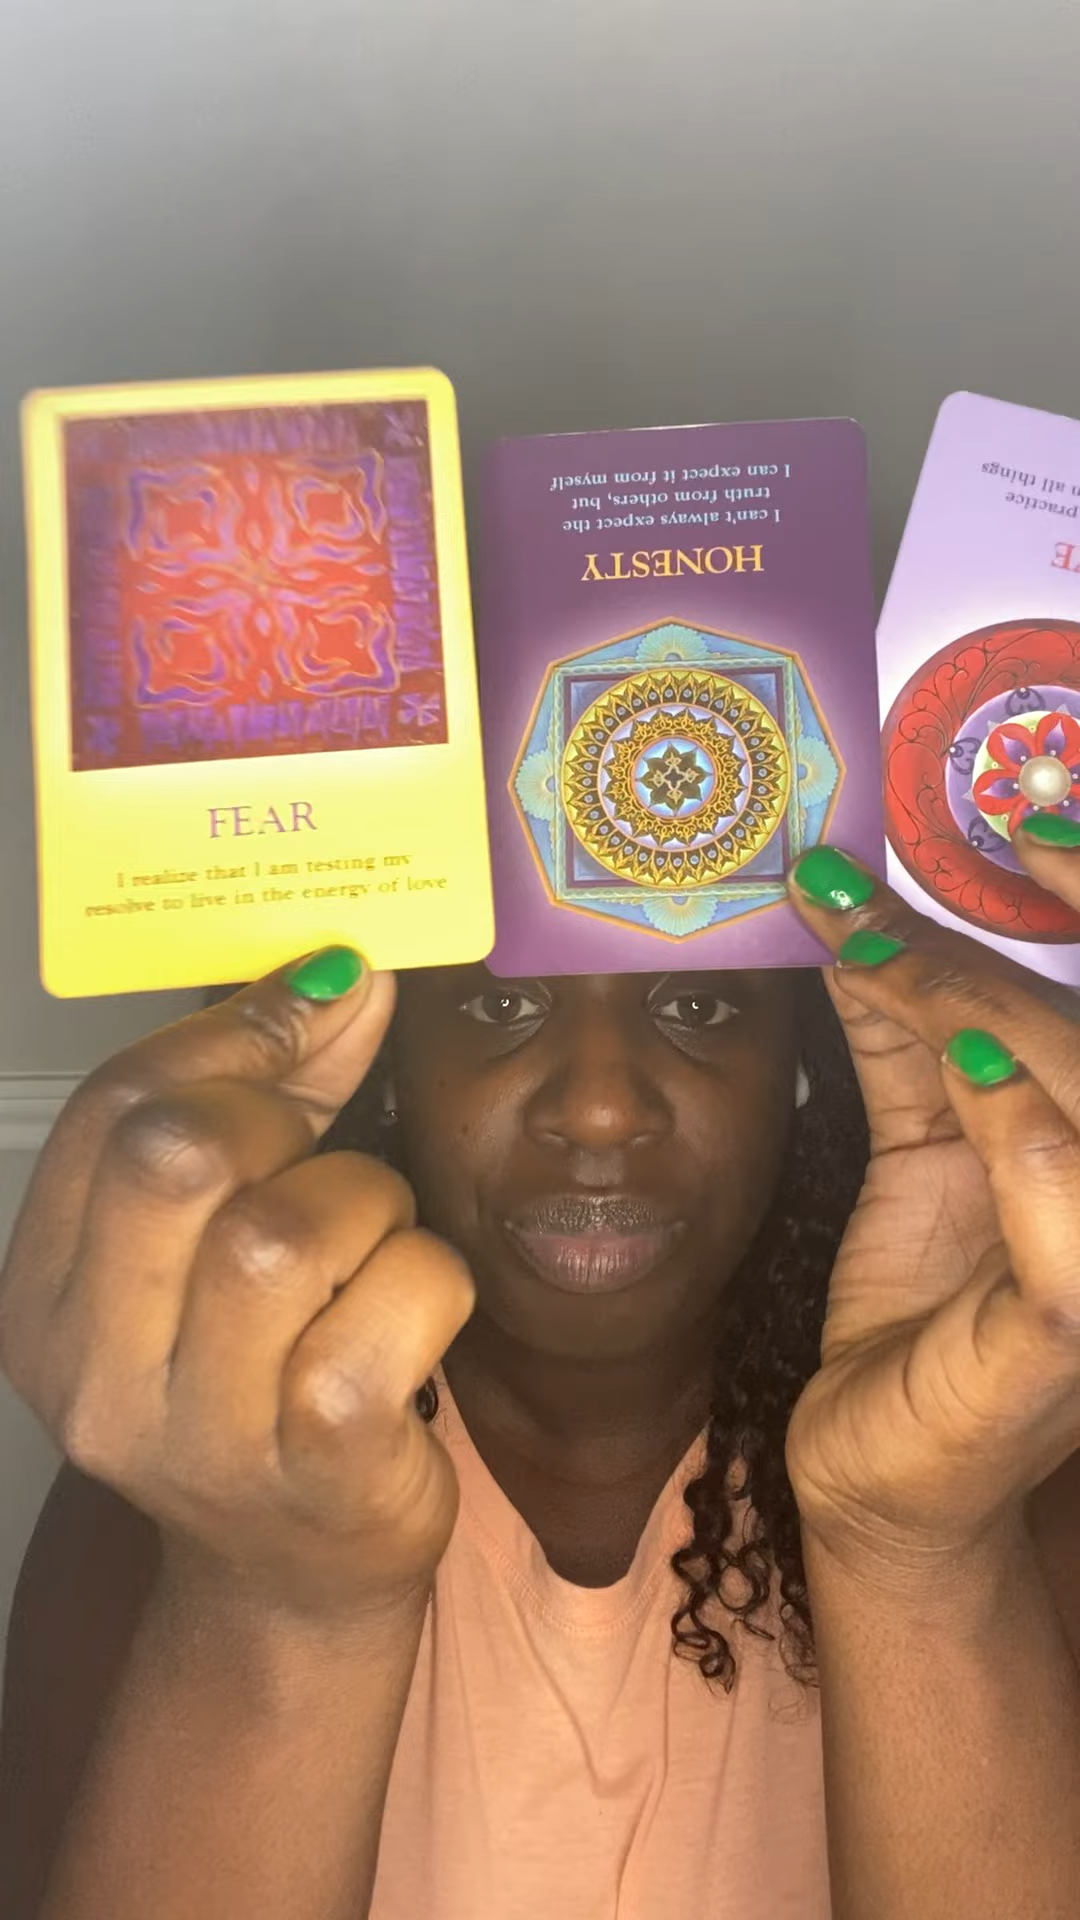 FEAR
I realize that I am testing my
resolve to live in the energy of love
HONESTY
I can't always expect the
truth from others, but,
I can expect it from myself
practice
all things